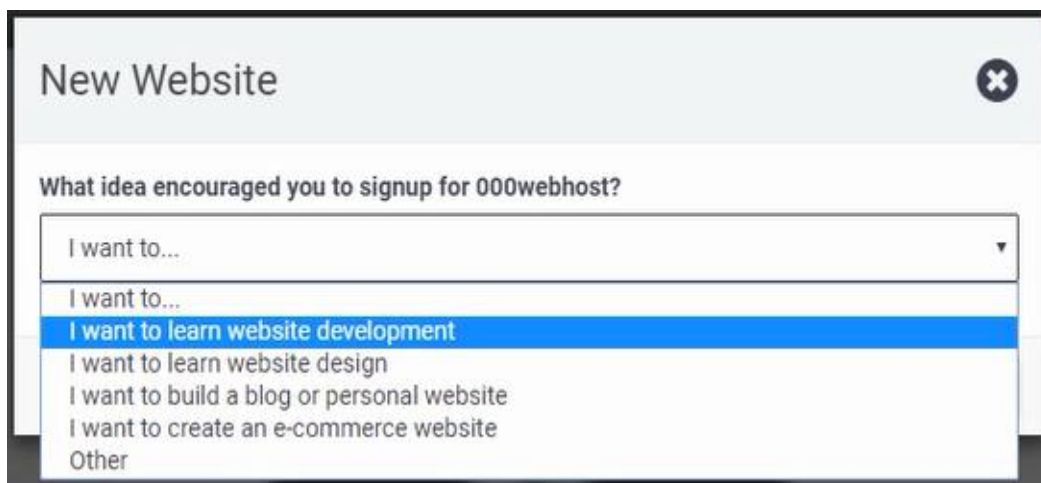 New Website
What idea encouraged you to signup for 000webhost?
I want to...
I want to...
I want to learn website development
I want to learn website design
I want to build a blog or personal website
I want to create an e-commerce website
Other